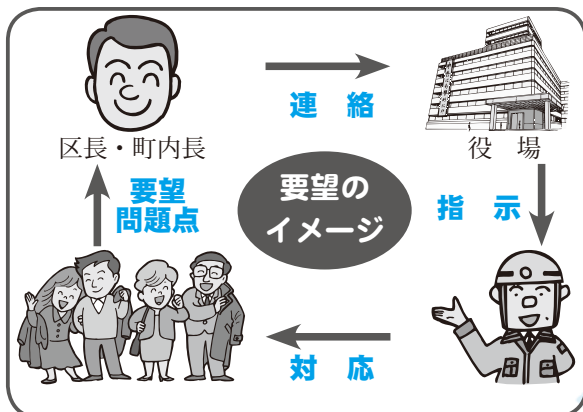 連絡
区長・町内長
役場
要望
問題点
要望の
イメージ
指示
対応